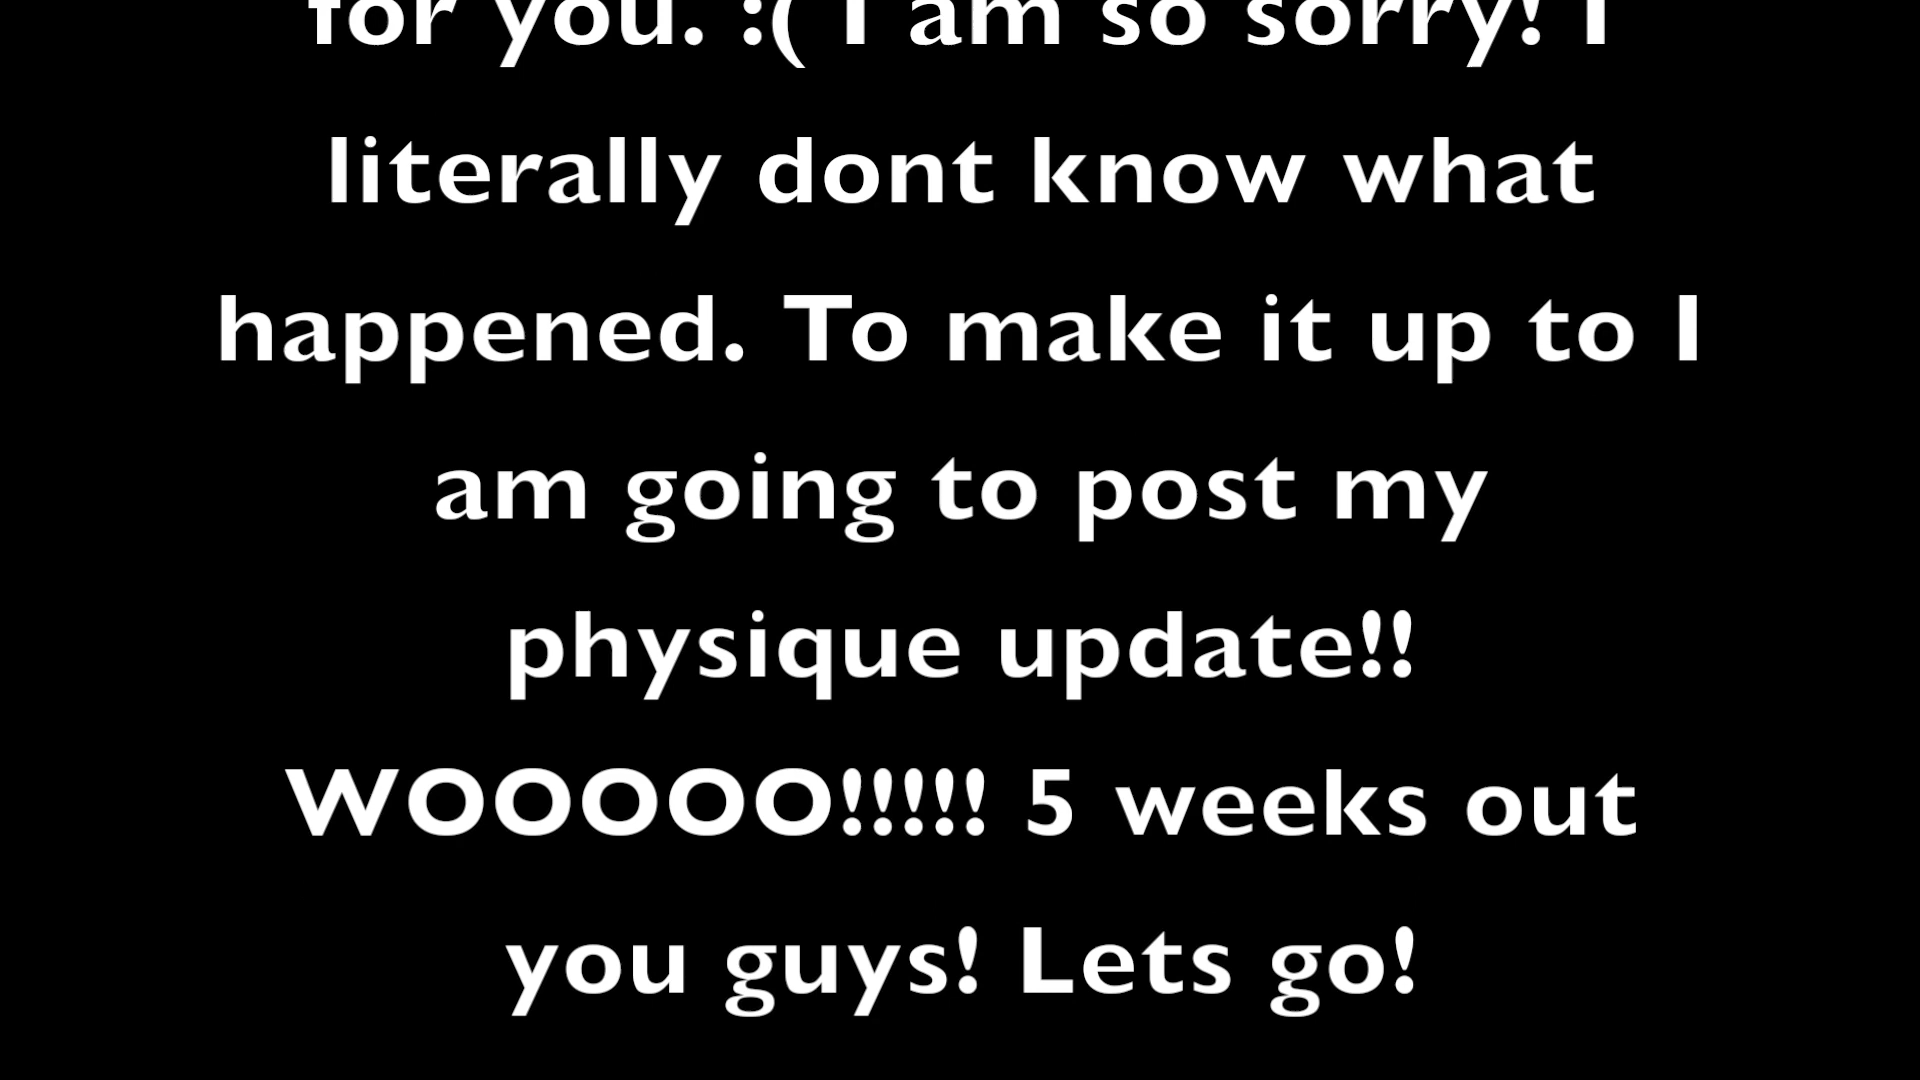 for you. :( I am so sorry! I
literally dont know what
happened. To make it up to I
am going to post my
physique update!!
WOOOOO!!!!! 5 weeks out
you guys! Lets go!